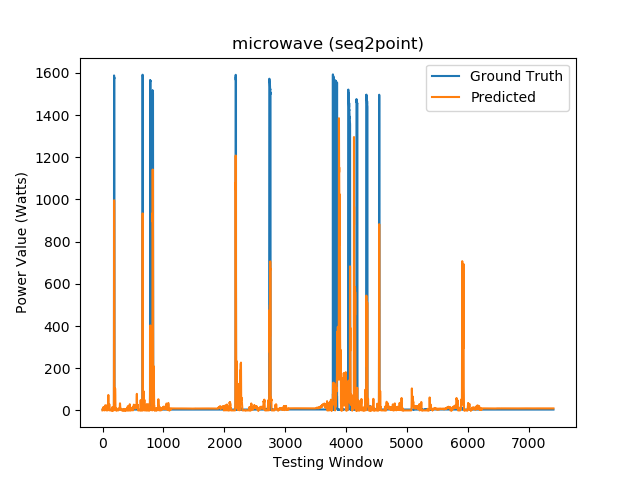 microwave (seq2point)
Ground Truth
Predicted
1600
1400
1200
1000
800
600
400
200
0
Power Value (Watts)
0 1000 2000 3000 4000 5000 6000 7000
Testing Window